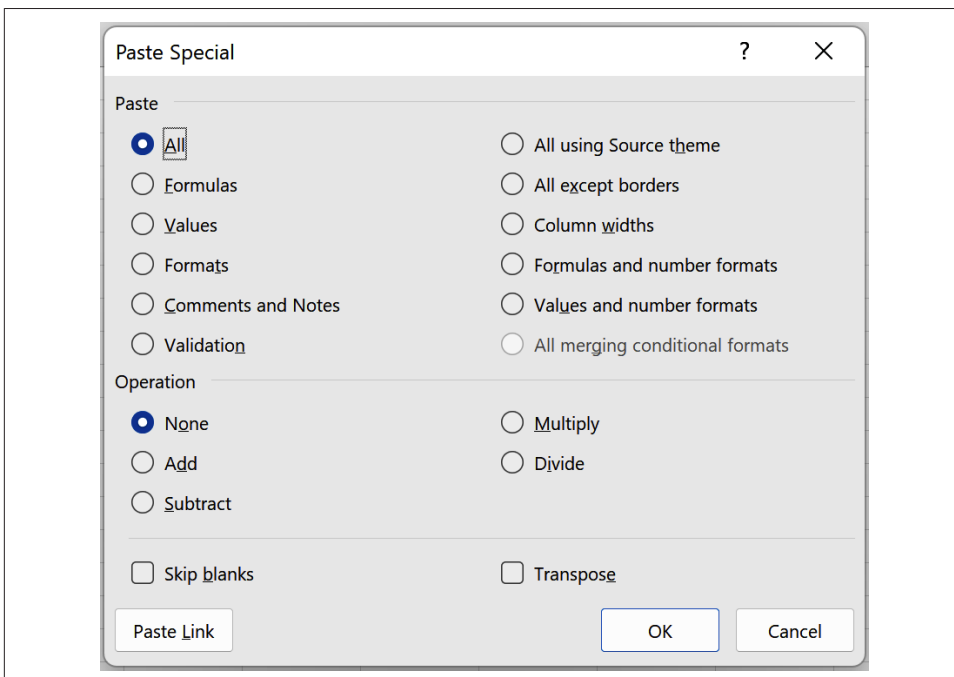 Paste Special ?
Paste
All All using Source theme
Formulas All except borders
Values Column widths
Formats Formulas and number formats
Comments and Notes Values and number formats
Validation All merging conditional formats
Operation
None Multiply
Add Divide
Subtract
Skip blanks Transpose
Paste Link OK Cancel